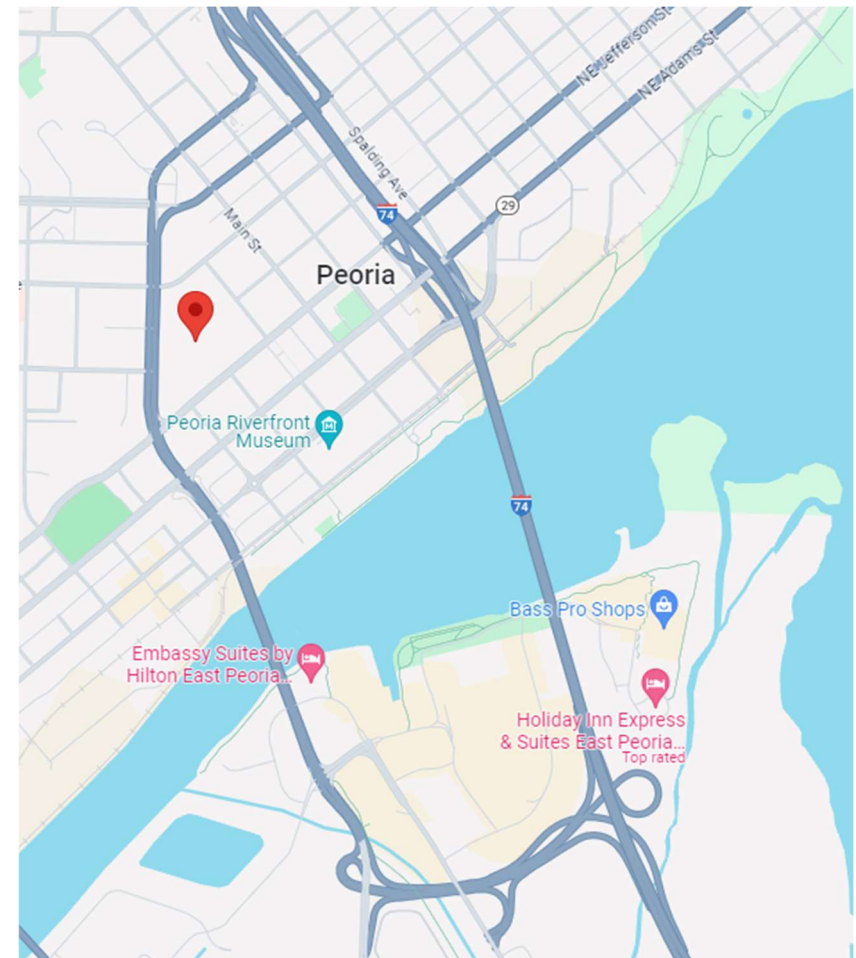 NE Jefferson St
NE Adams St
Spalding Ave
29
74
Main St
Peoria
Peoria Riverfront
Museum
74
Bass Pro Shops
Embassy Suites by
Hilton East Peoria...
Holiday Inn Express
& Suites East Peoria...
Top rated